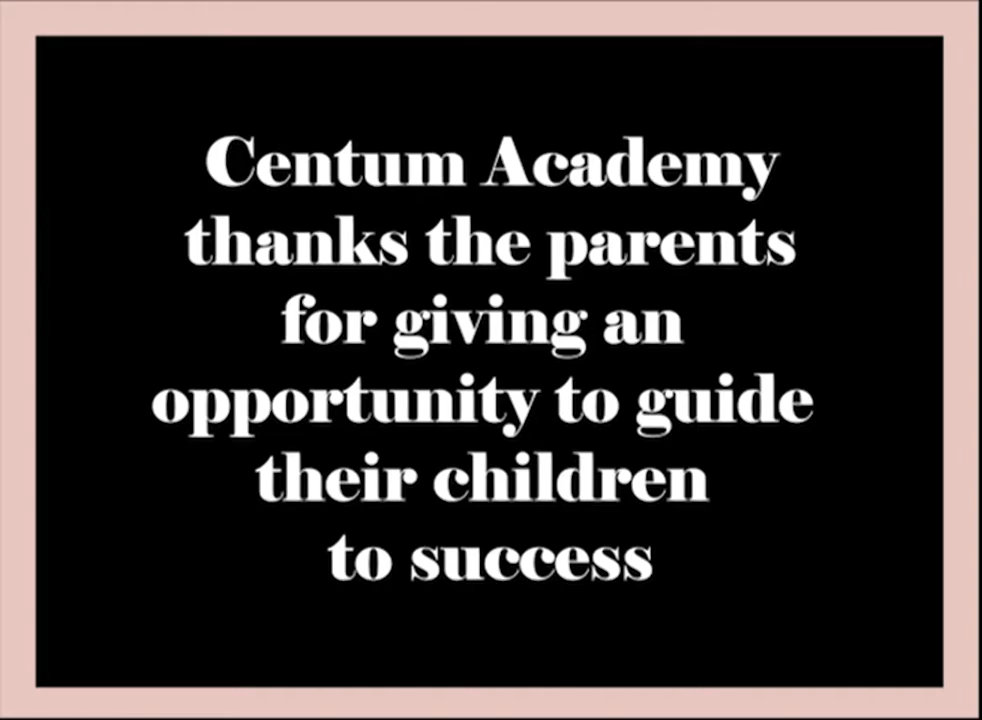 Centum Academy
thanks the parents
for giving an
opportunity to guide
their children
to success